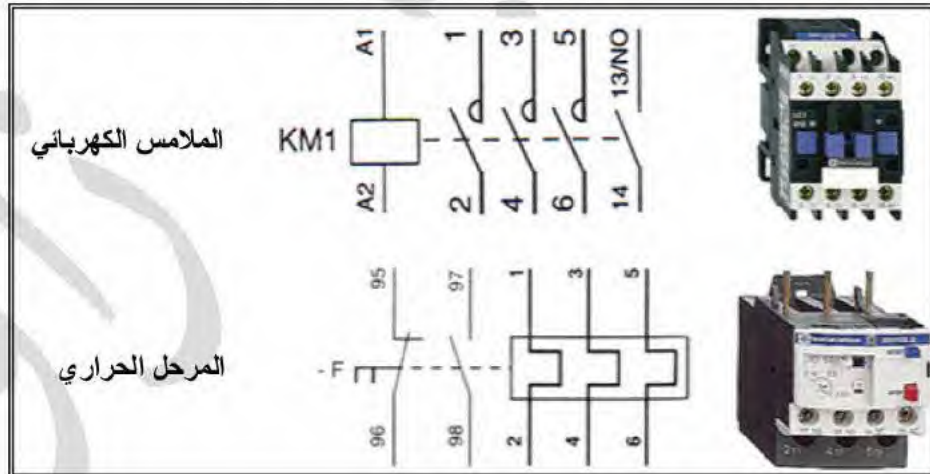 A1 1 3 5 13/NO
الملامس الكهربائي
KM1
A2 2 4 6 14
95 97 1 3 5
المرحل الحراري
- F
96 98 2 4 6